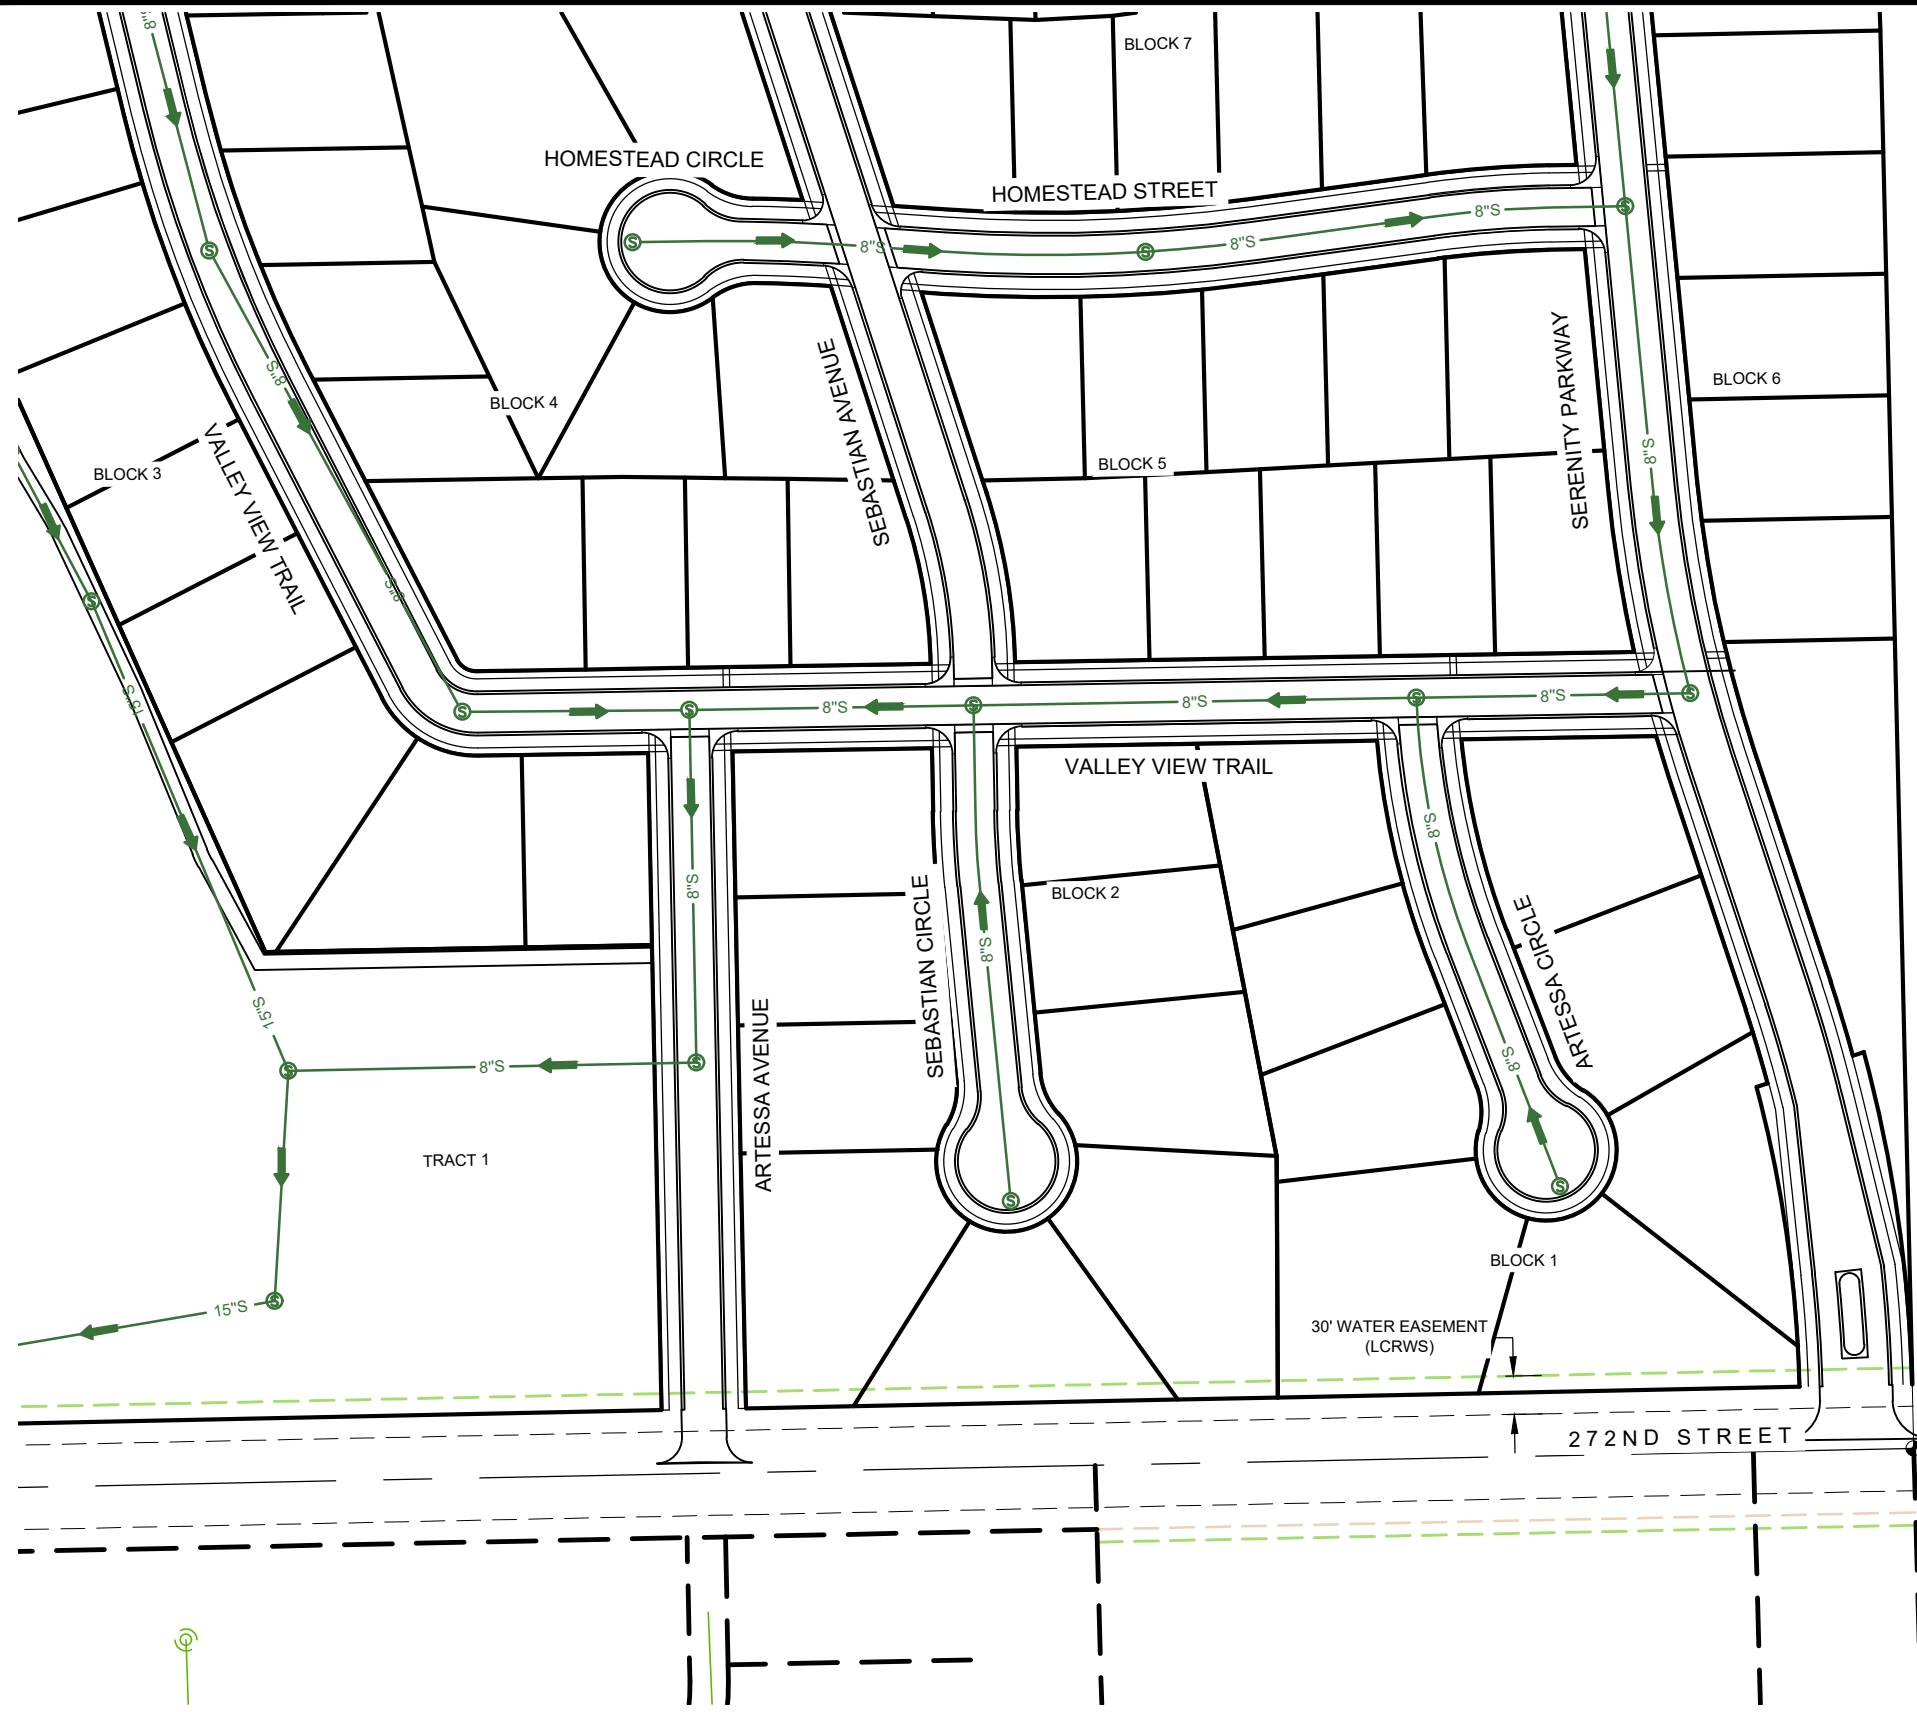 8"S
BLOCK 7
HOMESTEAD CIRCLE
HOMESTEAD STREET
8"S
8"S
8"S
8"S
BLOCK 4
SEBASTIAN AVENUE
SERENITY PARKWAY
BLOCK 6
BLOCK 3
VALLEY VIEW TRAIL
BLOCK 5
8"S
8"S
15"S
8"S
8"S
8"S
VALLEY VIEW TRAIL
8"S
8"S
BLOCK 2
SEBASTIAN CIRCLE
ARTESSA CIRCLE
8"S
15"S
8"S
8"S
ARTESSA AVENUE
TRACT 1
BLOCK 1
15"S
30' WATER EASEMENT
(LCRWS)
272ND STREET